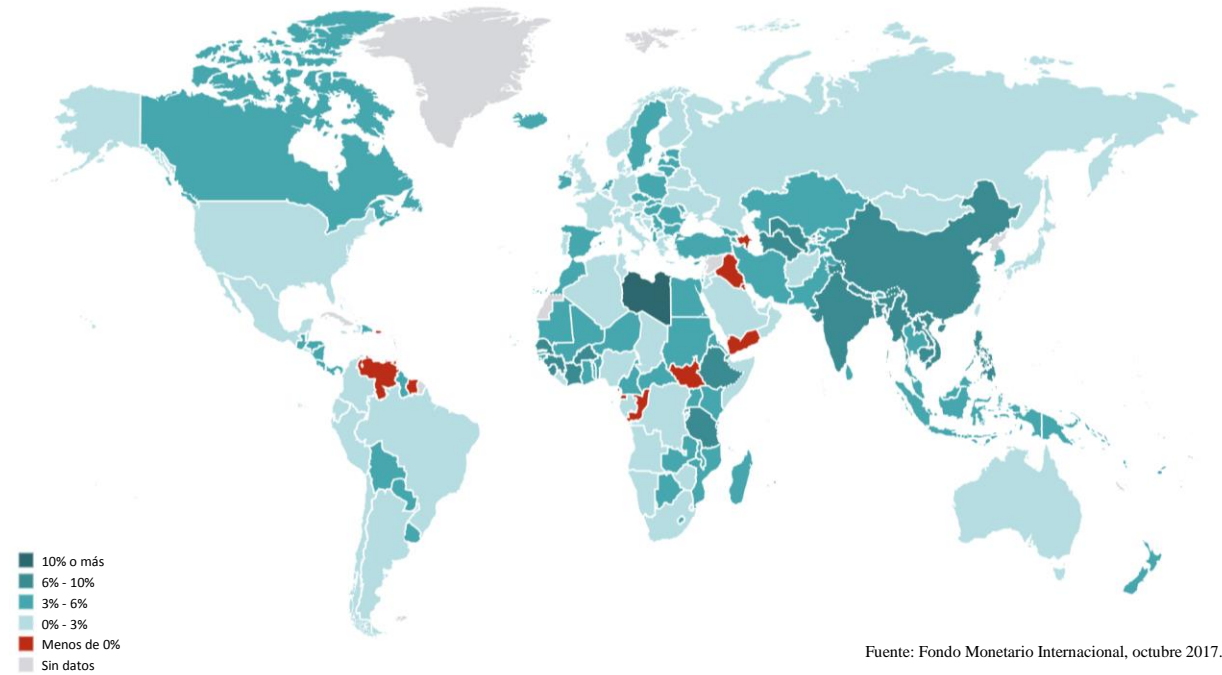 10% o más
6% - 10%
3% - 6%
0% - 3%
Menos de 0%
Sin datos
Fuente: Fondo Monetario Internacional, octubre 2017.